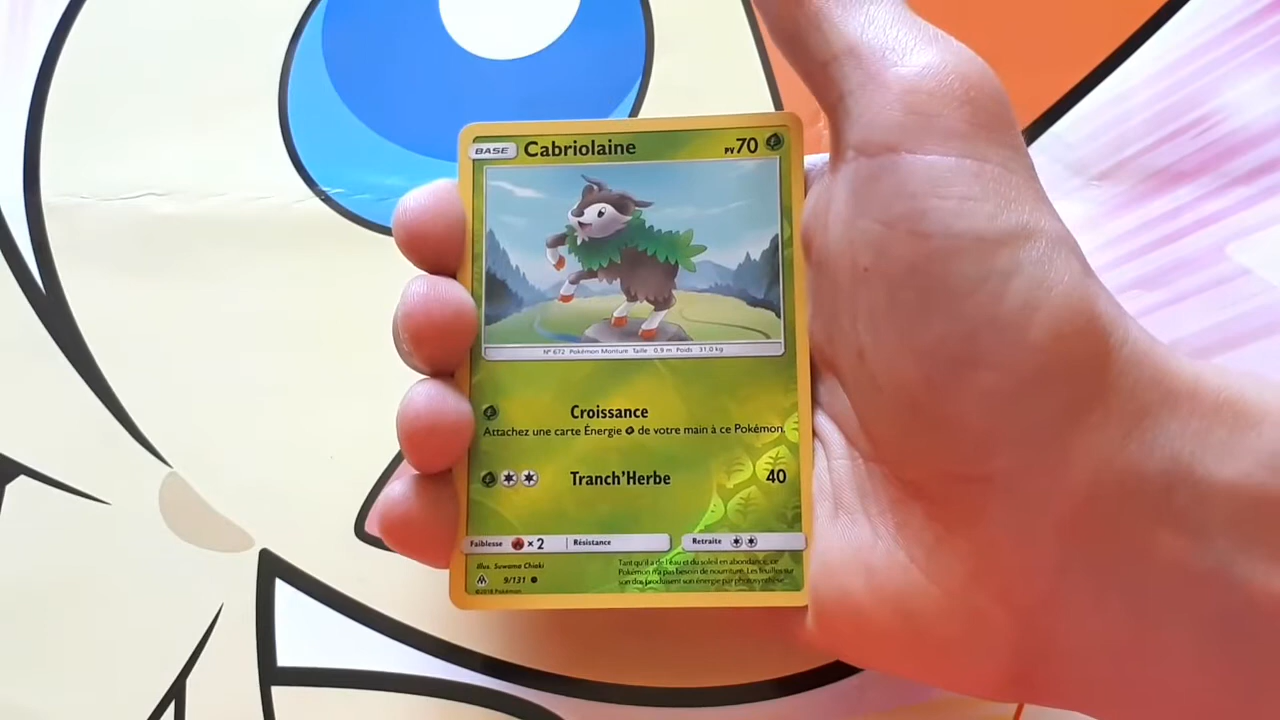 BASE Cabriolaine PV 70
N° 672 Pokémon Monture Taille : 0,9 m Poids : 31,0 kg
Croissance
Attachez une carte Énergie de votre main à ce Pokémon.
Tranch'Herbe 40
Faiblesse ×2 Résistance Retraite
Illus. Suwama Chiaki
9/131
©2018 Pokémon
Tant qu'il a de l'eau et du soleil en abondance, ce
Pokémon n'a pas besoin de nourriture. Les feuilles sur
son dos produisent son énergie par photosynthèse.